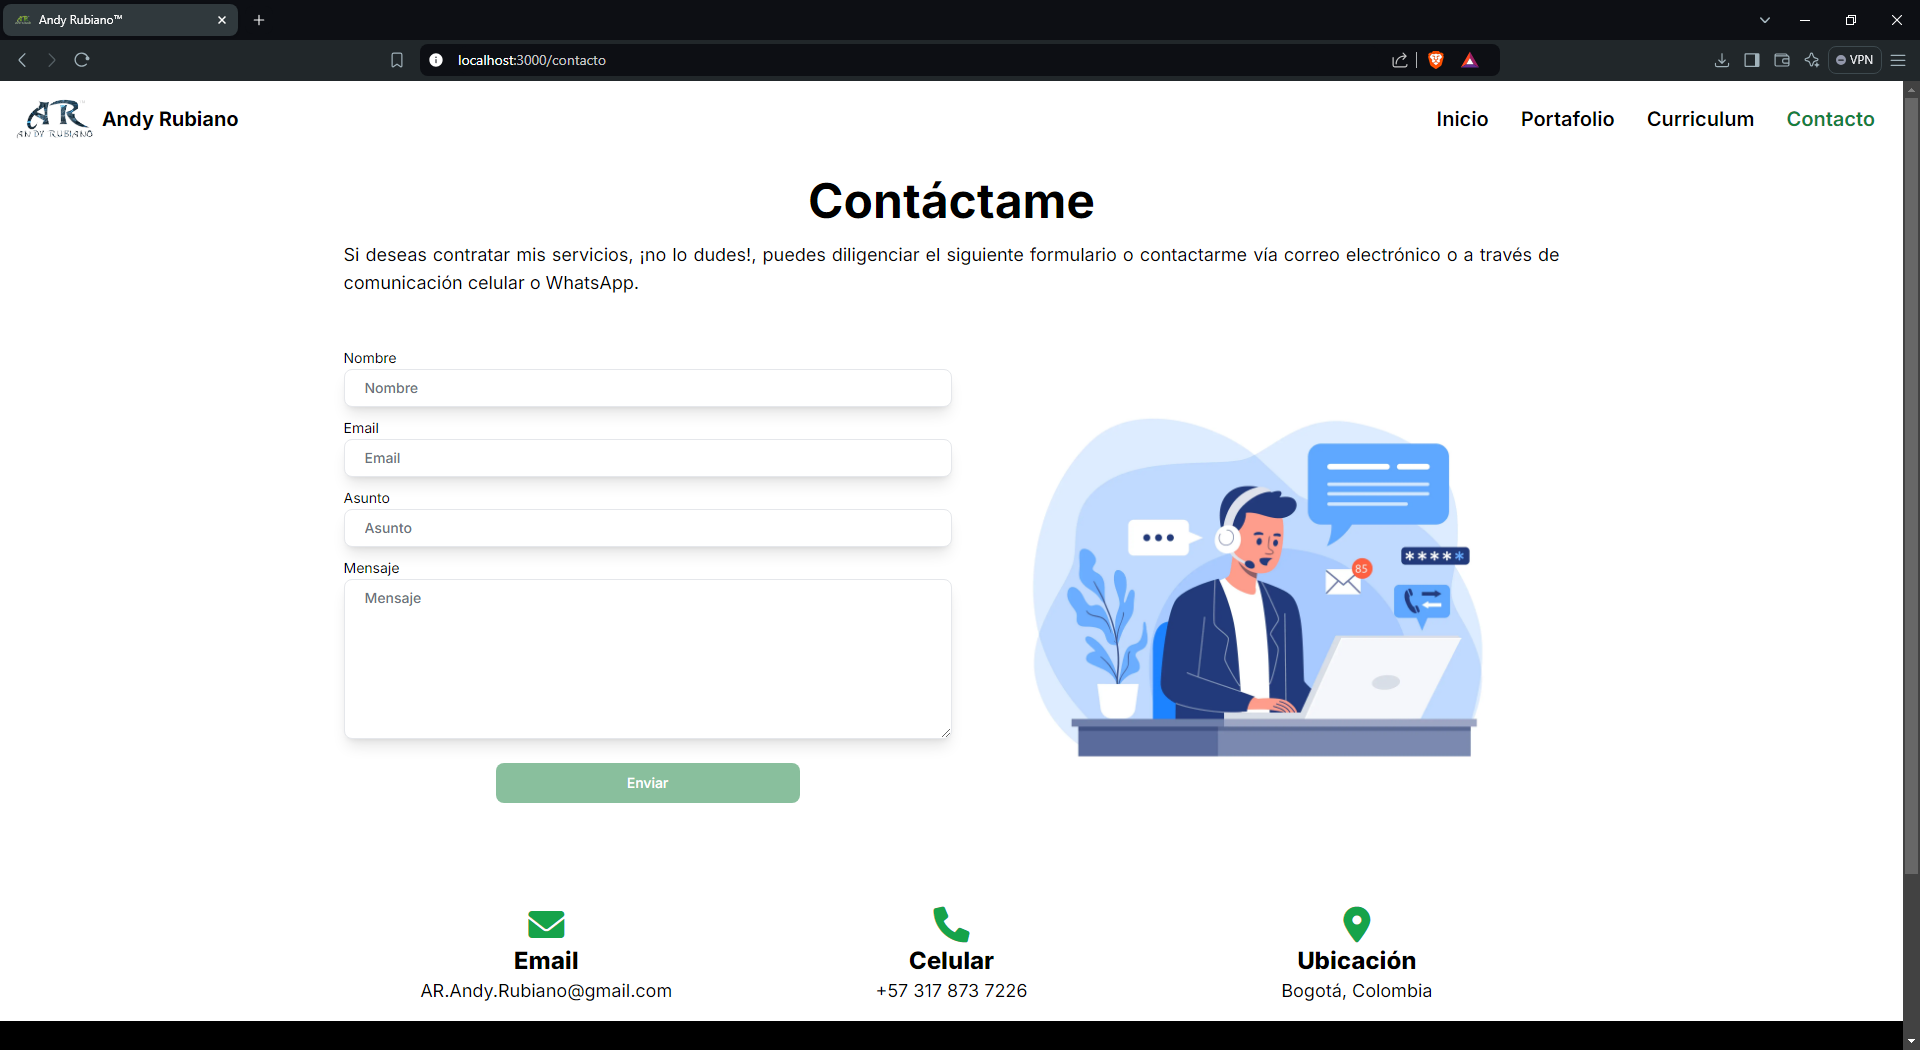 Andy Rubiano™
localhost:3000/contacto
VPN
AR
ANDY RUBIANO
Andy Rubiano
Inicio
Portafolio
Curriculum
Contacto
Contáctame
Si deseas contratar mis servicios, ¡no lo dudes!, puedes diligenciar el siguiente formulario o contactarme vía correo electrónico o a través de
comunicación celular o WhatsApp.
Nombre
Nombre
Email
Email
Asunto
Asunto
Mensaje
Mensaje
Enviar
85
*****
Email
AR.Andy.Rubiano@gmail.com
Celular
+57 317 873 7226
Ubicación
Bogotá, Colombia